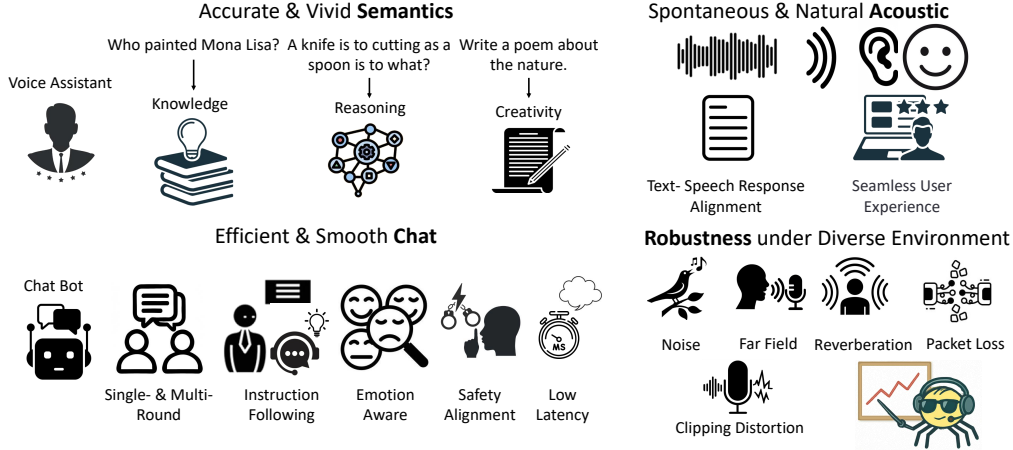 Accurate & Vivid Semantics
Who painted Mona Lisa?
A knife is to cutting as a
spoon is to what?
Write a poem about
the nature.
Voice Assistant
Knowledge
Reasoning
Creativity
Spontaneous & Natural Acoustic
Text- Speech Response
Alignment
Seamless User
Experience
Efficient & Smooth Chat
Chat Bot
Single- & Multi-
Round
Instruction
Following
Emotion
Aware
Safety
Alignment
MS
Low
Latency
Robustness under Diverse Environment
Noise
Far Field
Reverberation
Packet Loss
Clipping Distortion